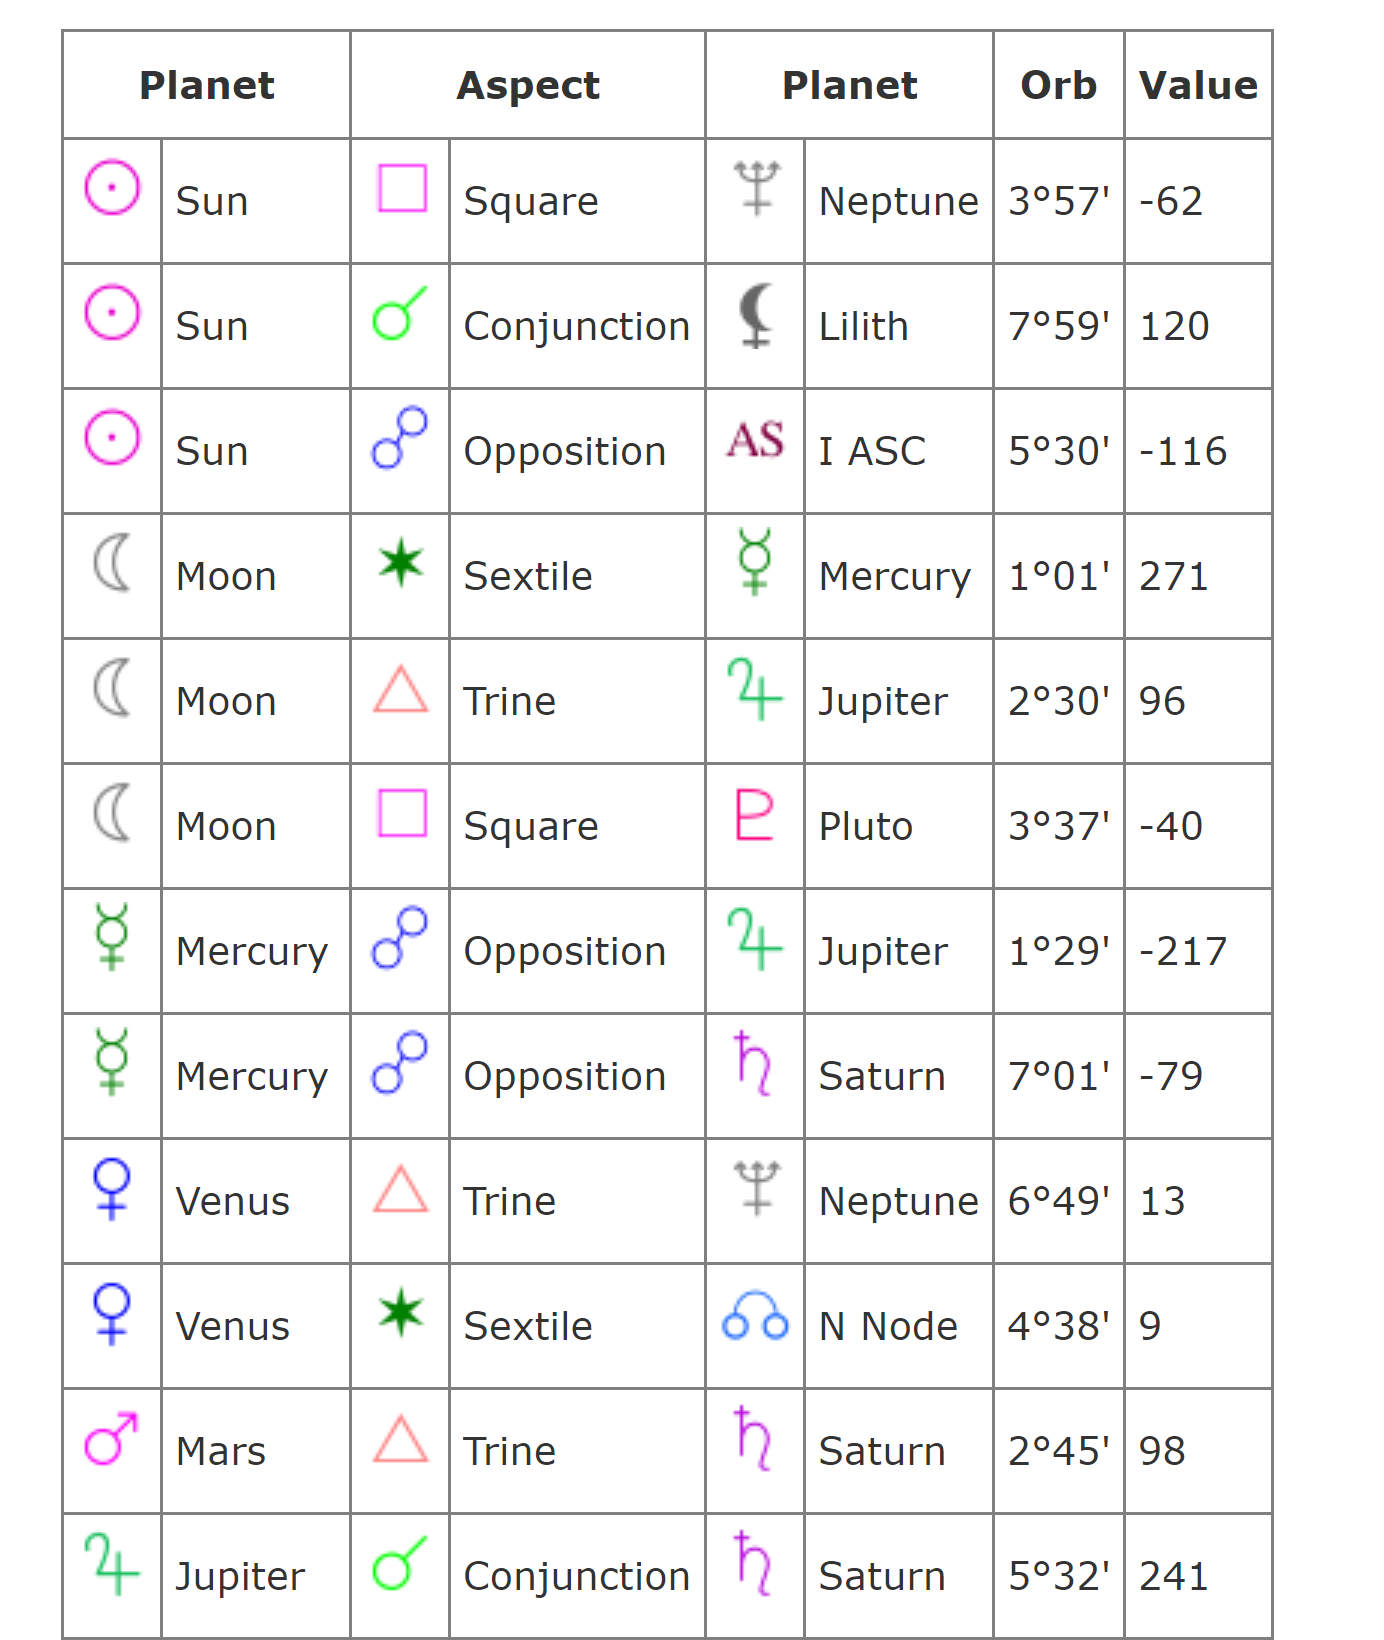 Planet Aspect Planet Orb Value
Sun Square Neptune 3°57' -62
Sun Conjunction Lilith 7°59' 120
Sun Opposition AS I ASC 5°30' -116
Moon Sextile Mercury 1°01' 271
Moon Trine Jupiter 2°30' 96
Moon Square Pluto 3°37' -40
Mercury Opposition Jupiter 1°29' -217
Mercury Opposition Saturn 7°01' -79
Venus Trine Neptune 6°49' 13
Venus Sextile N Node 4°38' 9
Mars Trine Saturn 2°45' 98
Jupiter Conjunction Saturn 5°32' 241